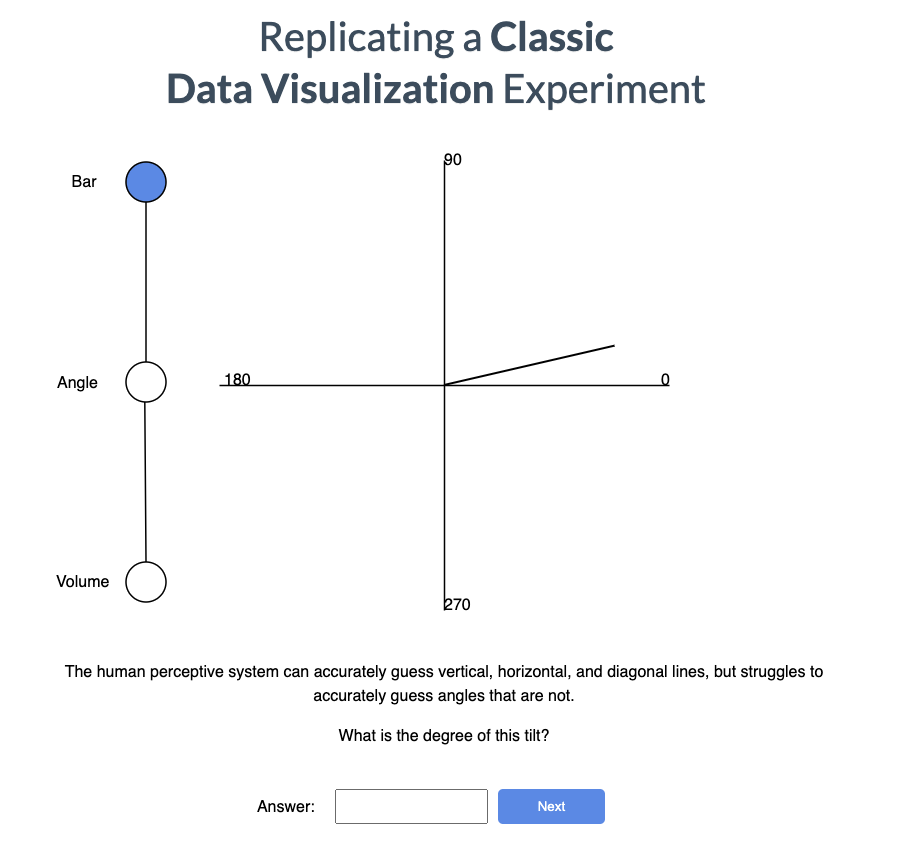 Replicating a Classic
Data Visualization Experiment
90
Bar
Angle
180
0
Volume
270
The human perceptive system can accurately guess vertical, horizontal, and diagonal lines, but struggles to
accurately guess angles that are not.
What is the degree of this tilt?
Answer:
Next